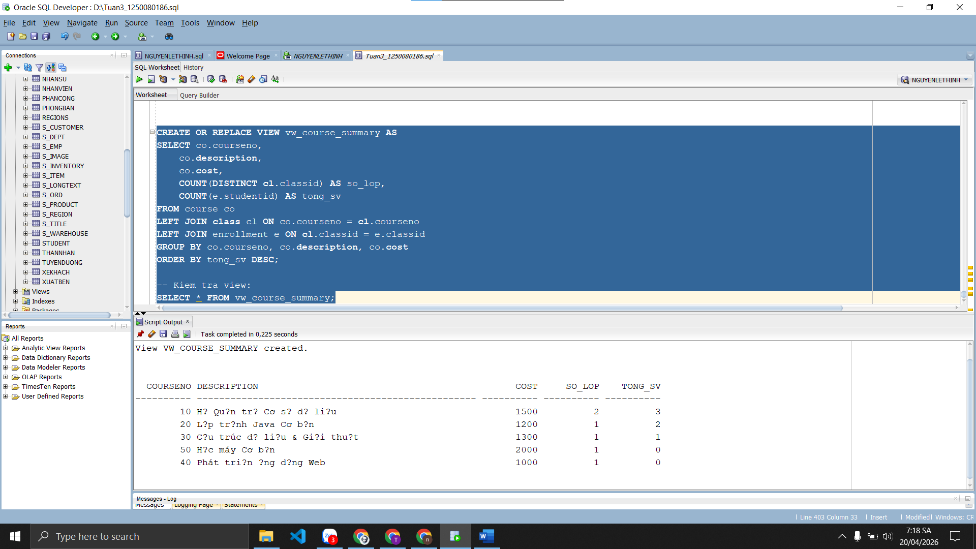 Oracle SQL Developer : D:\Tuan3_1250080186.sql
File Edit View Navigate Run Source Team Tools Window Help
Connections
NGUYENLETHINH.sql Welcome Page NGUYENLETHINH Tuan3_1250080186.sql
SQL Worksheet History
NGUYENLETHINH
Worksheet Query Builder
NHANSU
NHANVIEN
PHANCONG
PHONGBAN
REGIONS
S_CUSTOMER
S_DEPT
S_EMP
S_IMAGE
S_INVENTORY
S_ITEM
S_LONGTEXT
S_ORD
S_PRODUCT
S_REGION
S_TITLE
S_WAREHOUSE
STUDENT
THANNHAN
TUYENDUONG
XEKHACH
XUATBEN
Views
Indexes
Packages
CREATE OR REPLACE VIEW vw_course_summary AS
SELECT co.courseno,
co.description,
co.cost,
COUNT(DISTINCT cl.classid) AS so_lop,
COUNT(e.studentid) AS tong_sv
FROM course co
LEFT JOIN class cl ON co.courseno = cl.courseno
LEFT JOIN enrollment e ON cl.classid = e.classid
GROUP BY co.courseno, co.description, co.cost
ORDER BY tong_sv DESC;
-- Kiem tra view:
SELECT * FROM vw_course_summary;
Reports
All Reports
Analytic View Reports
Data Dictionary Reports
Data Modeler Reports
OLAP Reports
TimesTen Reports
User Defined Reports
Script Output
Task completed in 0.225 seconds
View VW_COURSE_SUMMARY created.
COURSENO DESCRIPTION COST SO_LOP TONG_SV
---------- -------------------------------------------------- ---------- ---------- ----------
10 H? Qu?n tr? Cơ s? d? li?u 1500 2 3
20 L?p tr?nh Java Cơ b?n 1200 1 2
30 C?u trúc d? li?u & Gi?i thu?t 1300 1 1
50 H?c máy Cơ b?n 2000 1 0
40 Phát tri?n ?ng d?ng Web 1000 1 0
Messages - Log
Messages Logging Page Statements
Line 403 Column 33 Insert Modified Windows: CR
Type here to search
7:18 SA
20/04/2026